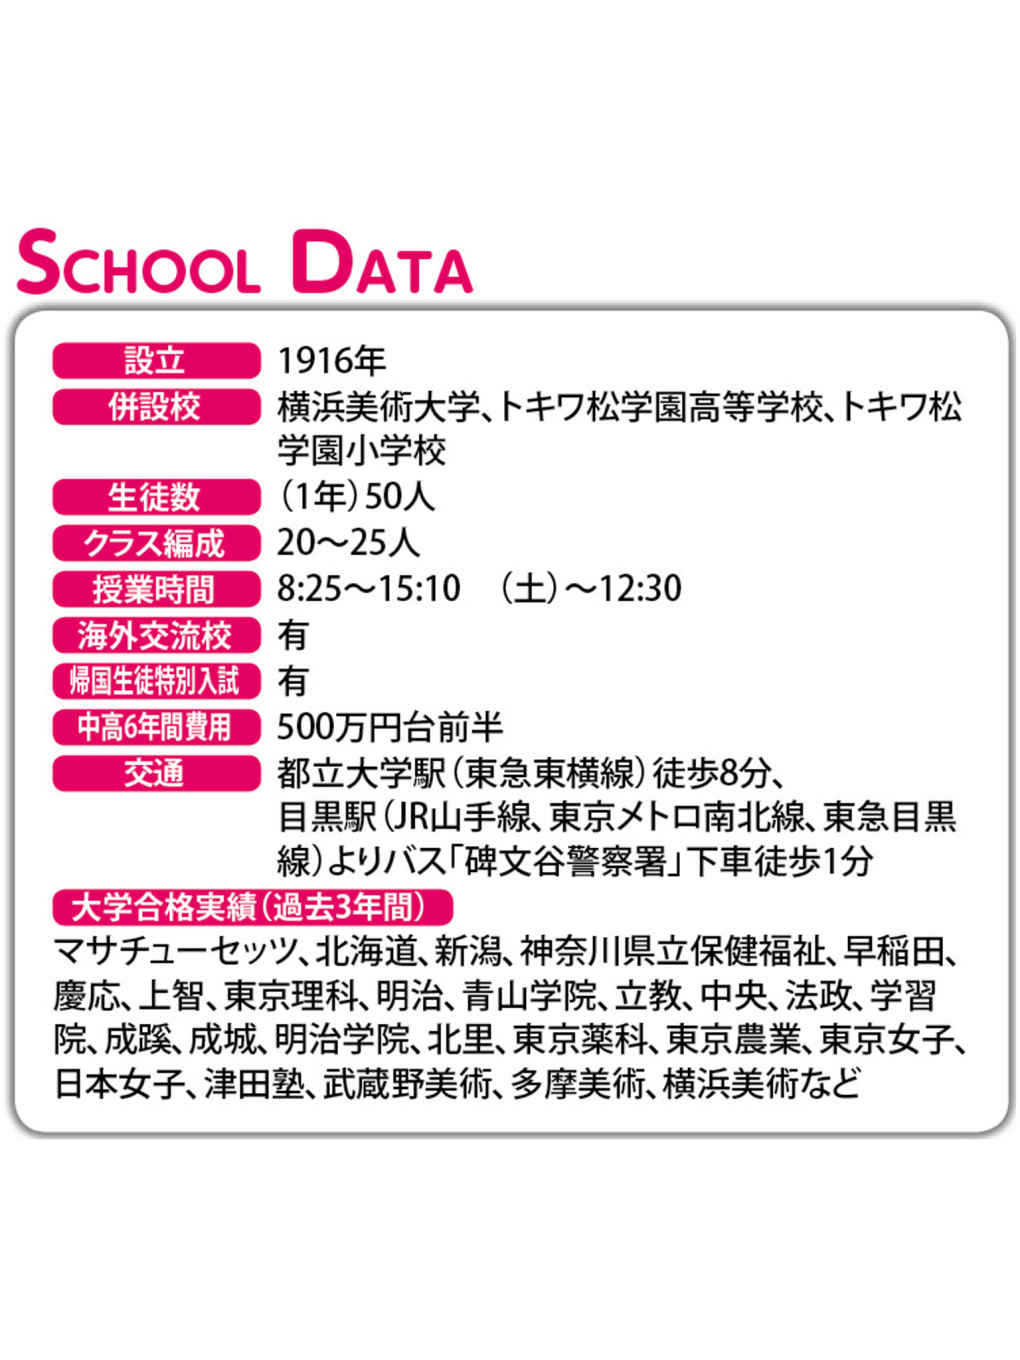 SCHOOL DATA
設立 1916年
併設校 横浜美術大学、トキワ松学園高等学校、トキワ松
学園小学校
生徒数 （1年）50人
クラス編成 20〜25人
授業時間 8:25〜15:10　（土）〜12:30
海外交流校 有
帰国生徒特別入試 有
中高6年間費用 500万円台前半
交通 都立大学駅（東急東横線）徒歩8分、
目黒駅（JR山手線、東京メトロ南北線、東急目黒
線）よりバス「碑文谷警察署」下車徒歩1分
大学合格実績（過去3年間）
マサチューセッツ、北海道、新潟、神奈川県立保健福祉、早稲田、
慶応、上智、東京理科、明治、青山学院、立教、中央、法政、学習
院、成蹊、成城、明治学院、北里、東京薬科、東京農業、東京女子、
日本女子、津田塾、武蔵野美術、多摩美術、横浜美術など